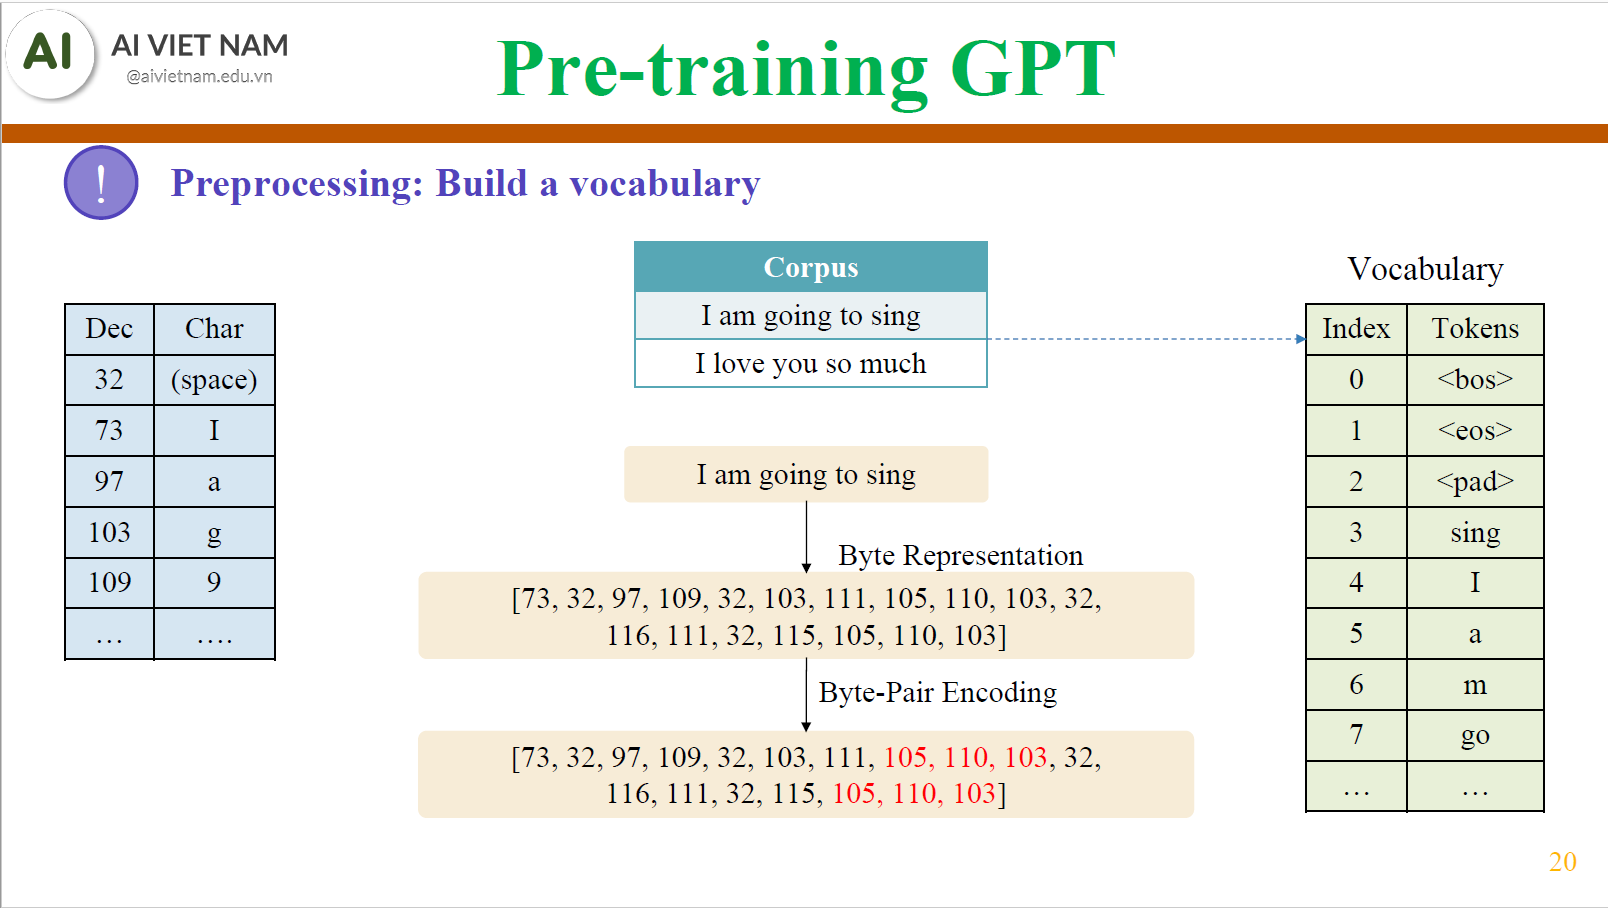 AI
AI VIET NAM
@aivietnam.edu.vn
Pre-training GPT
!
Preprocessing: Build a vocabulary
Dec Char
32 (space)
73 I
97 a
103 g
109 9
… ….
Corpus
I am going to sing
I love you so much
I am going to sing
Byte Representation
[73, 32, 97, 109, 32, 103, 111, 105, 110, 103, 32,
116, 111, 32, 115, 105, 110, 103]
Byte-Pair Encoding
[73, 32, 97, 109, 32, 103, 111, 105, 110, 103, 32,
116, 111, 32, 115, 105, 110, 103]
Vocabulary
Index Tokens
0 <bos>
1 <eos>
2 <pad>
3 sing
4 I
5 a
6 m
7 go
… …
20